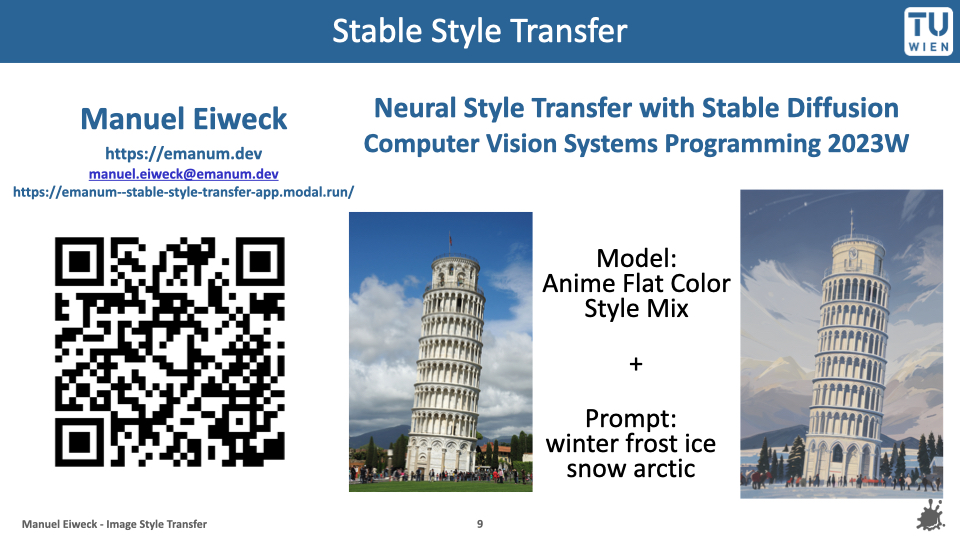 Stable Style Transfer
TU
WIEN
Manuel Eiweck
https://emanum.dev
manuel.eiweck@emanum.dev
https://emanum--stable-style-transfer-app.modal.run/
Neural Style Transfer with Stable Diffusion
Computer Vision Systems Programming 2023W
Model:
Anime Flat Color
Style Mix
+
Prompt:
winter frost ice
snow arctic
Manuel Eiweck - Image Style Transfer
9